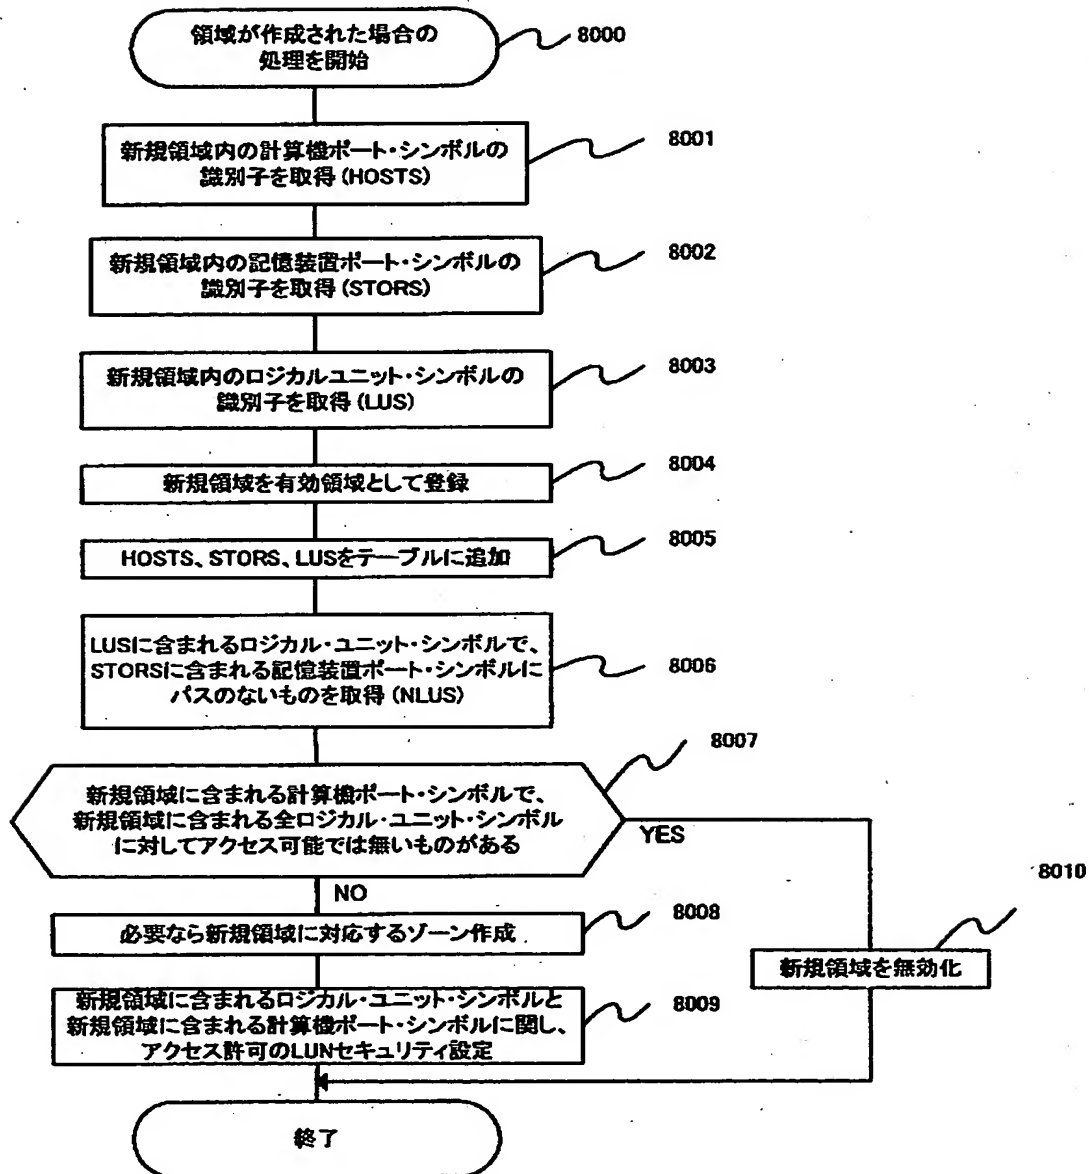 領域が作成された場合の
処理を開始
8000
新規領域内の計算機ポート・シンボルの
識別子を取得(HOSTS)
8001
新規領域内の記憶装置ポート・シンボルの
識別子を取得(STORS)
8002
新規領域内のロジカルユニット・シンボルの
識別子を取得(LUS)
8003
新規領域を有効領域として登録
8004
HOSTS、STORS、LUSをテーブルに追加
8005
LUSに含まれるロジカル・ユニット・シンボルで、
STORSに含まれる記憶装置ポート・シンボルに
パスのないものを取得(NLUS)
8006
8007
新規領域に含まれる計算機ポート・シンボルで、
新規領域に含まれる全ロジカル・ユニット・シンボル
に対してアクセス可能では無いものがある
YES
NO
8010
必要なら新規領域に対応するゾーン作成
8008
新規領域を無効化
新規領域に含まれるロジカル・ユニット・シンボルと
新規領域に含まれる計算機ポート・シンボルに関し、
アクセス許可のLUNセキュリティ設定
8009
終了